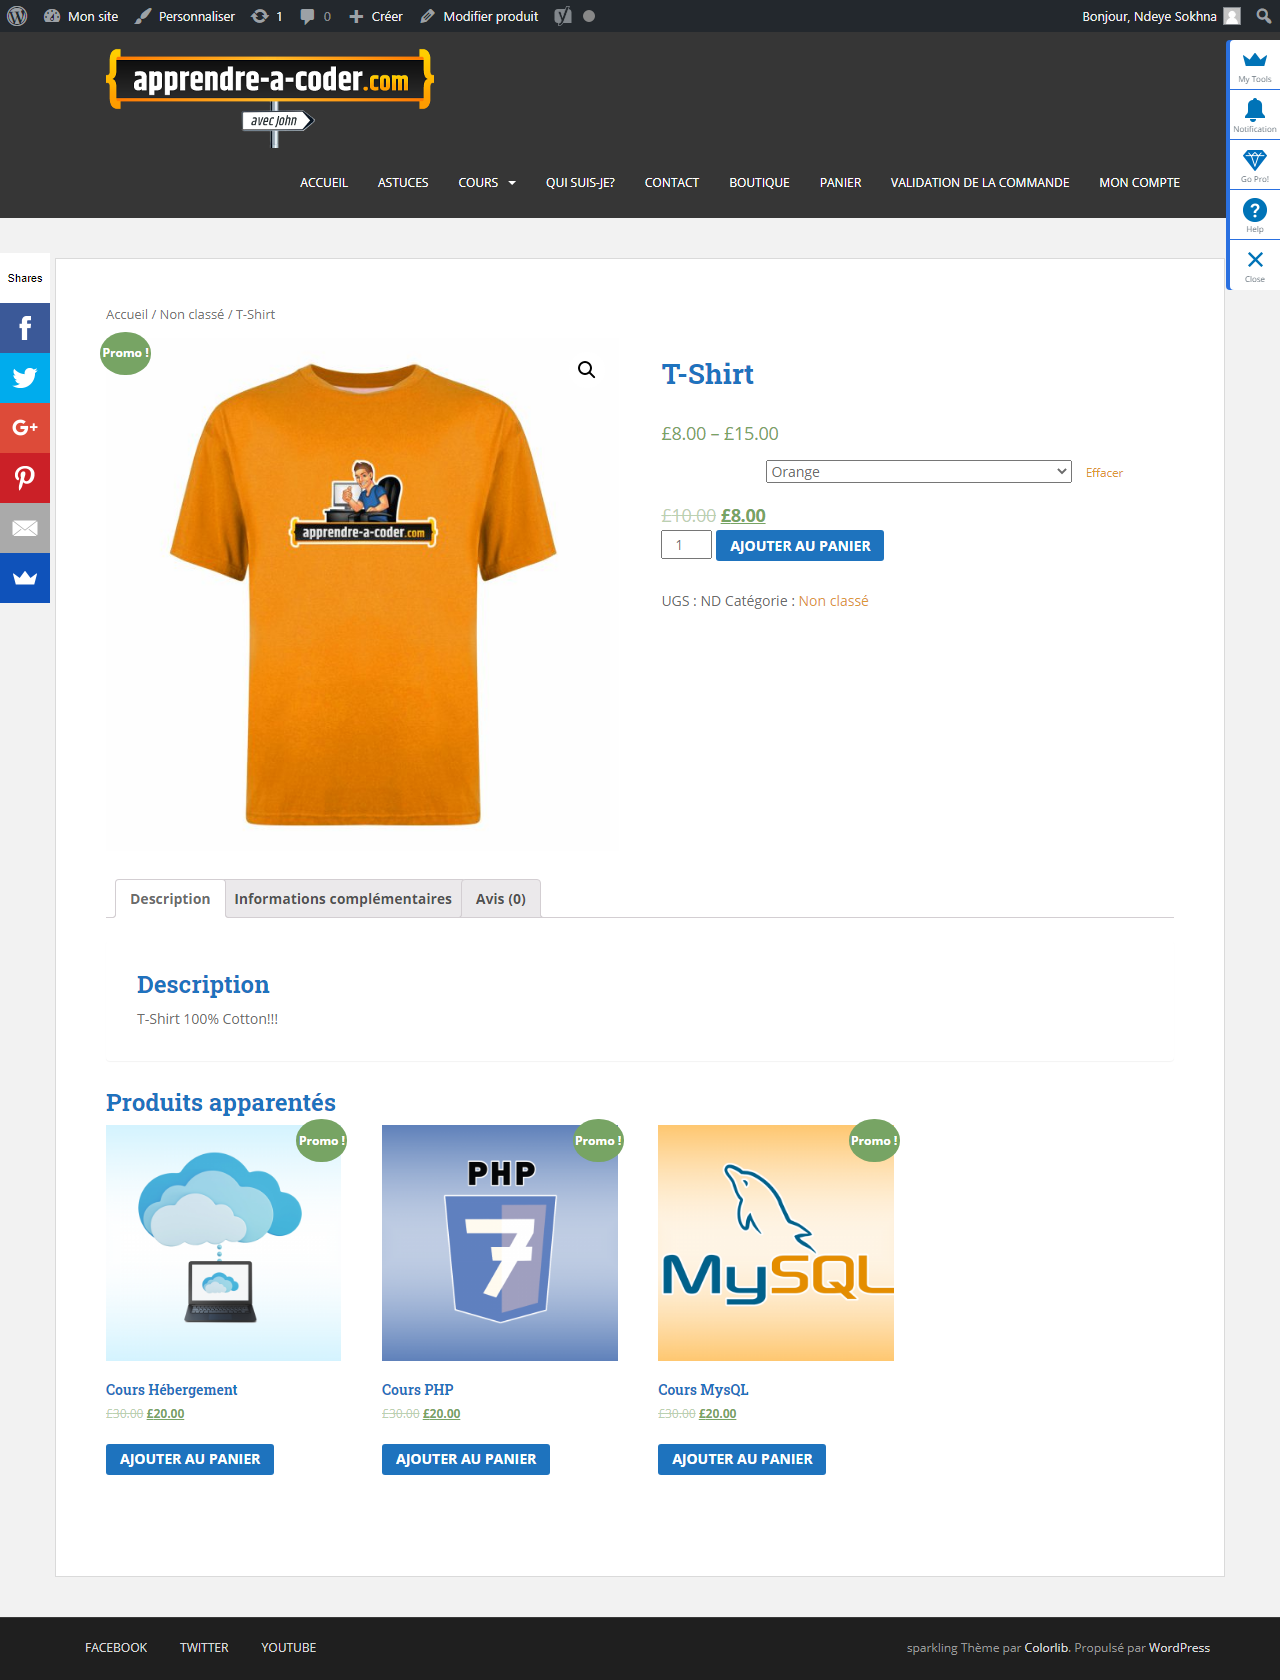 Mon site Personnaliser 1 0 Créer Modifier produit Bonjour, Ndeye Sokhna
apprendre-a-coder.com
avec John
My Tools
Notification
Go Pro!
Help
Close
ACCUEIL ASTUCES COURS QUI SUIS-JE? CONTACT BOUTIQUE PANIER VALIDATION DE LA COMMANDE MON COMPTE
Shares
Accueil / Non classé / T-Shirt
Promo !
apprendre-a-coder.com
T-Shirt
£8.00 – £15.00
Orange Effacer
£10.00 £8.00
1 AJOUTER AU PANIER
UGS : ND Catégorie : Non classé
Description Informations complémentaires Avis (0)
Description
T-Shirt 100% Cotton!!!
Produits apparentés
Promo ! Promo ! Promo !
PHP
7
MySQL
Cours Hébergement Cours PHP Cours MysQL
£30.00 £20.00 £30.00 £20.00 £30.00 £20.00
AJOUTER AU PANIER AJOUTER AU PANIER AJOUTER AU PANIER
FACEBOOK TWITTER YOUTUBE sparkling Thème par Colorlib. Propulsé par WordPress